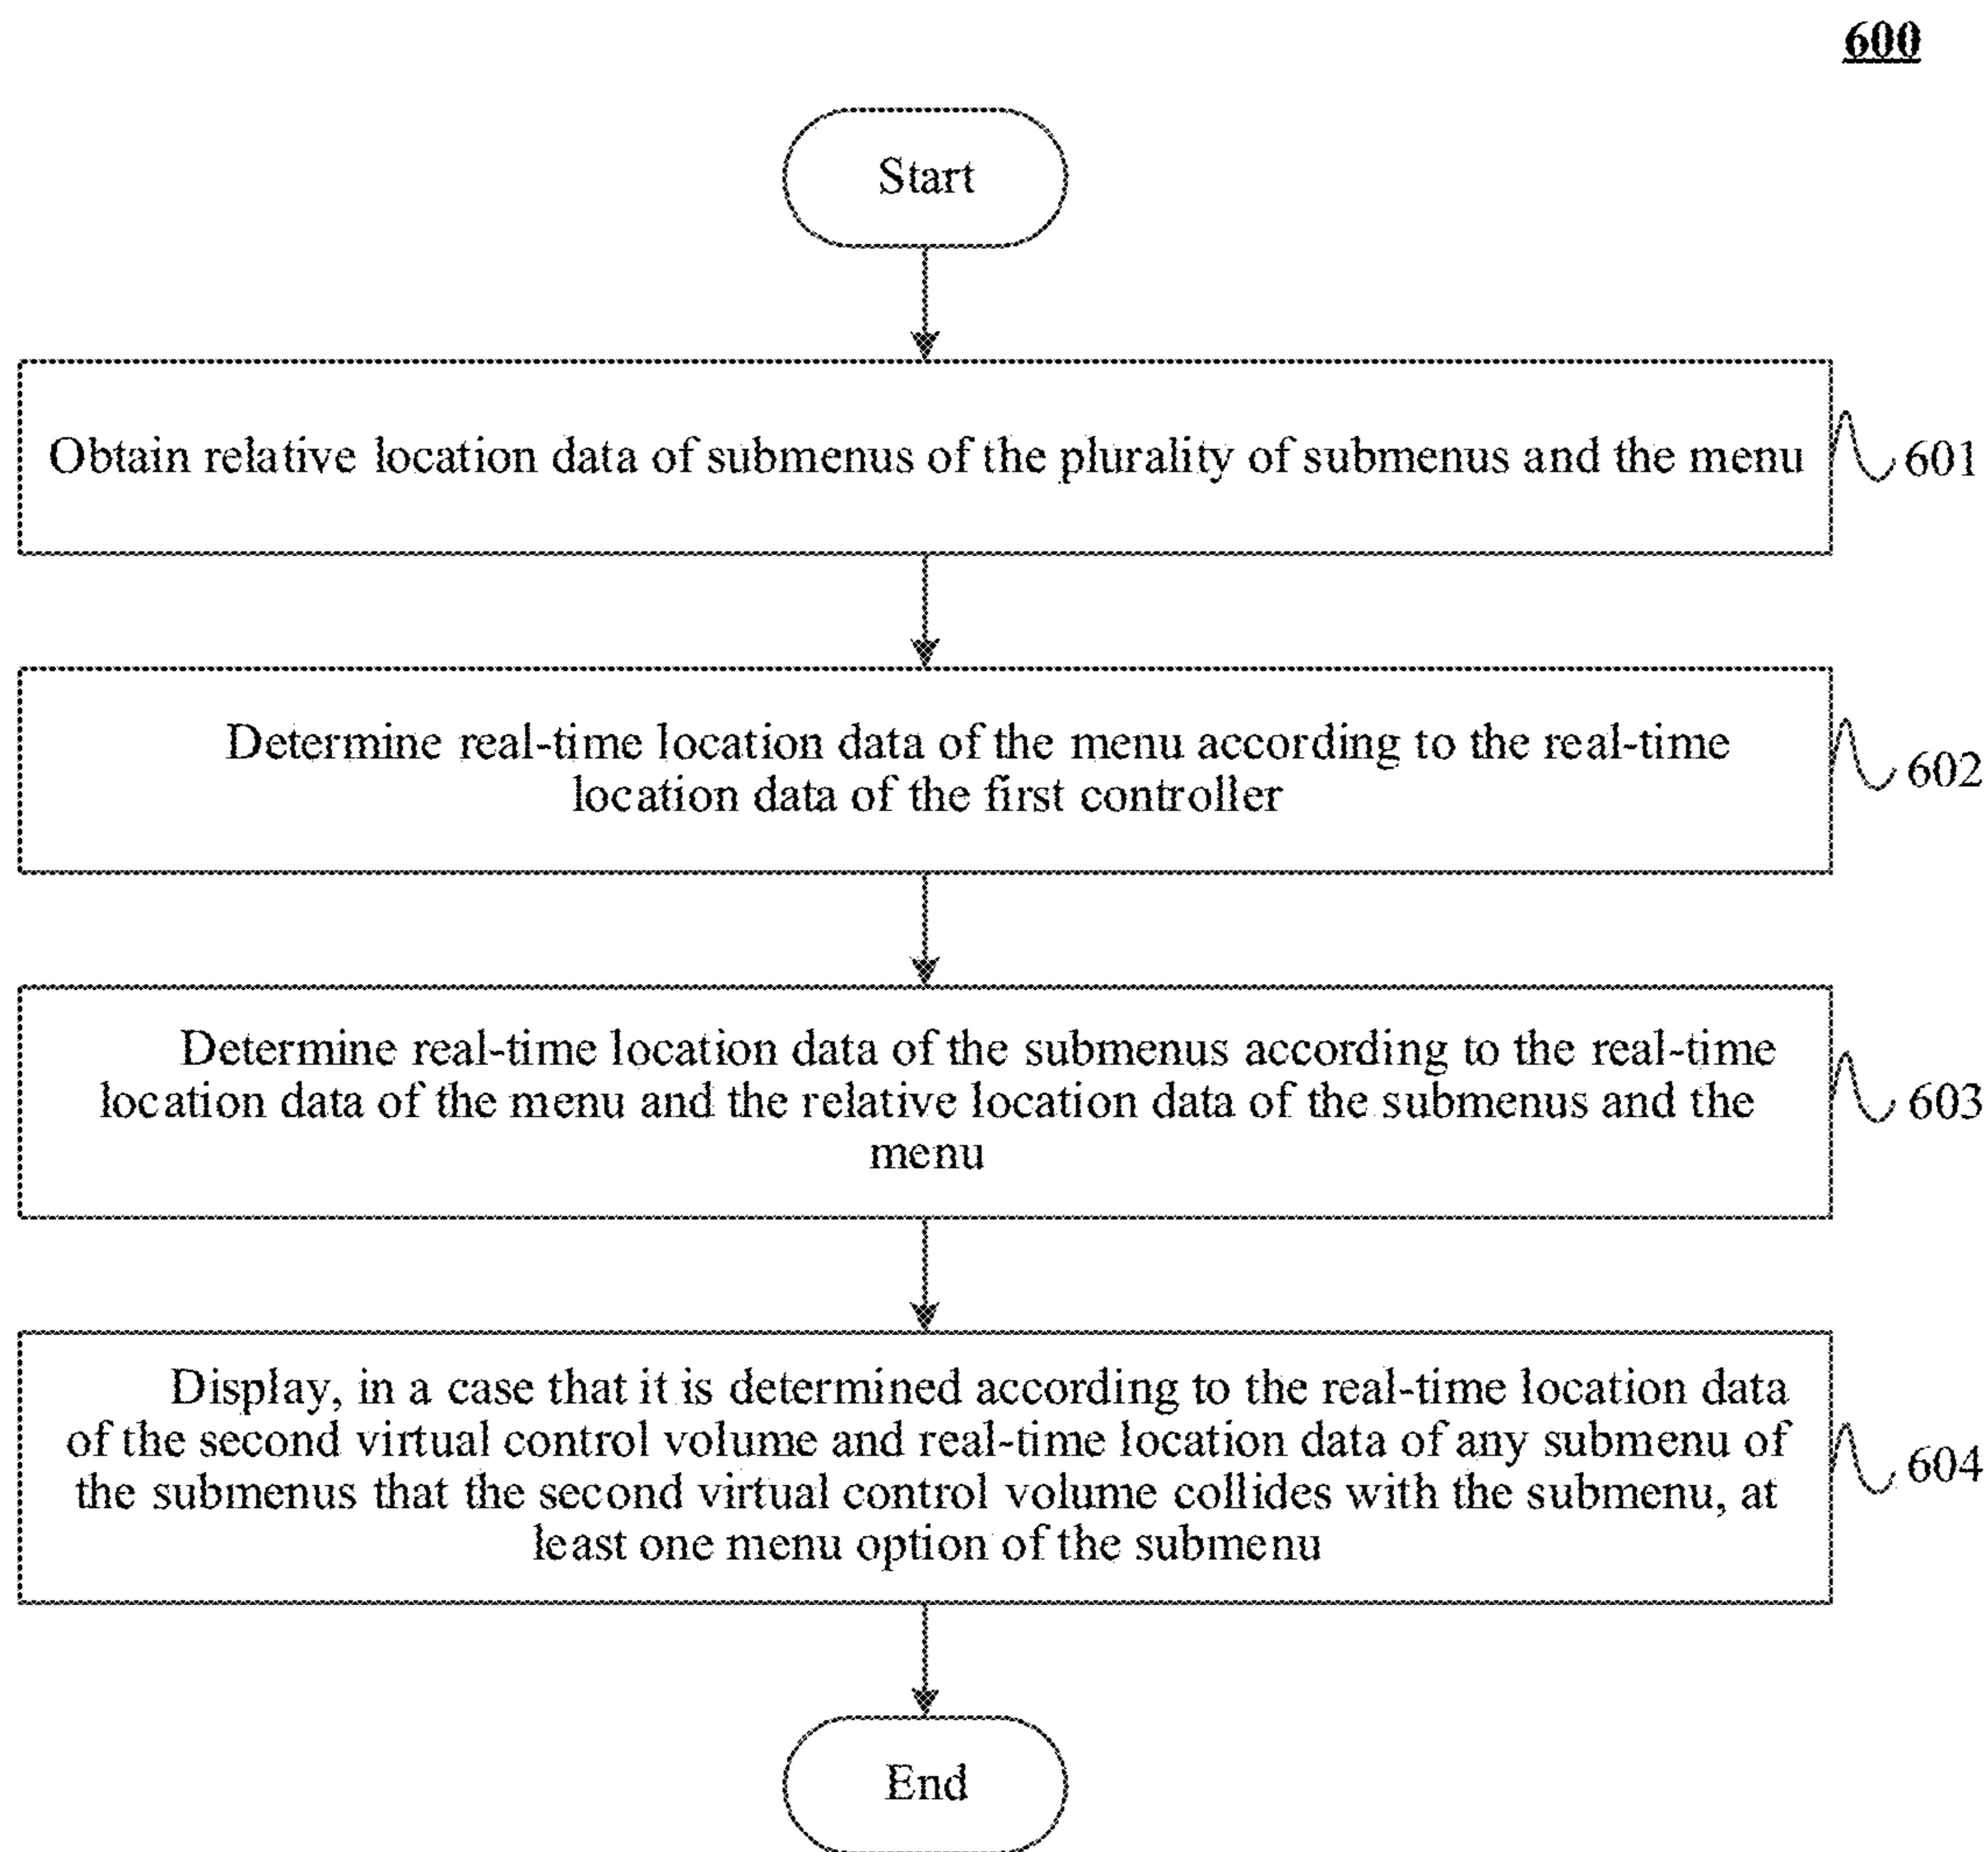 600
Start
Obtain relative location data of submenus of the plurality of submenus and the menu
601
Determine real-time location data of the menu according to the real-time
location data of the first controller
602
Determine real-time location data of the submenus according to the real-time
location data of the menu and the relative location data of the submenus and the
menu
603
Display, in a case that it is determined according to the real-time location data
of the second virtual control volume and real-time location data of any submenu of
the submenus that the second virtual control volume collides with the submenu, at
least one menu option of the submenu
604
End